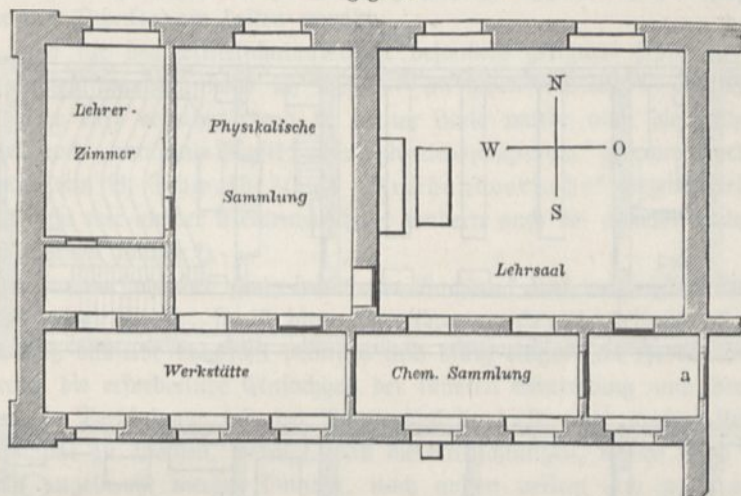 Lehrer-
Zimmer
Physikalische
Sammlung
N
W O
S
Lehrsaal
Werkstätte
Chem. Sammlung
a